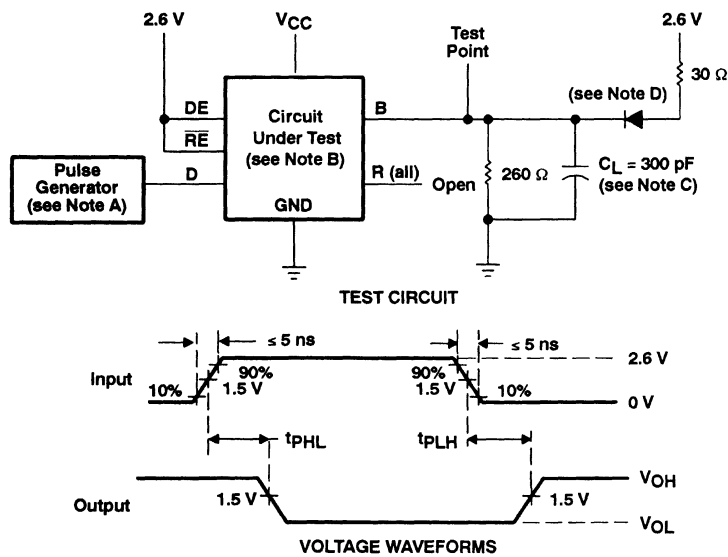 2.6 V
VCC
Test
Point
2.6 V
30 Ω
(see Note D)
DE
Circuit
Under Test
(see Note B)
B
RE
Pulse
Generator
(see Note A)
D
R (all)
Open
260 Ω
CL = 300 pF
(see Note C)
GND
TEST CIRCUIT
≤ 5 ns
≤ 5 ns
Input
10%
90%
1.5 V
90%
1.5 V
10%
2.6 V
0 V
tPHL
tPLH
Output
1.5 V
1.5 V
VOH
VOL
VOLTAGE WAVEFORMS